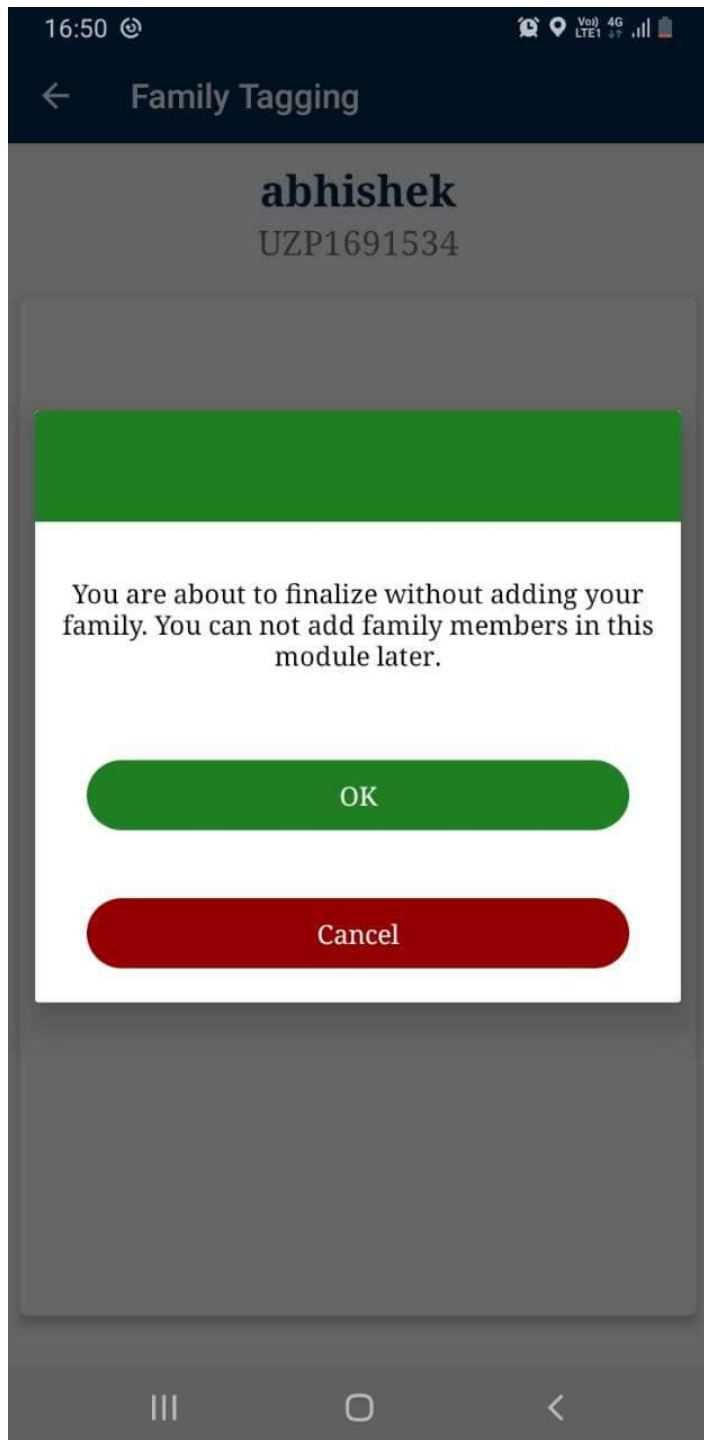 16:50
Vo)) 4G
LTE1
Family Tagging
abhishek
UZP1691534
You are about to finalize without adding your
family. You can not add family members in this
module later.
OK
Cancel